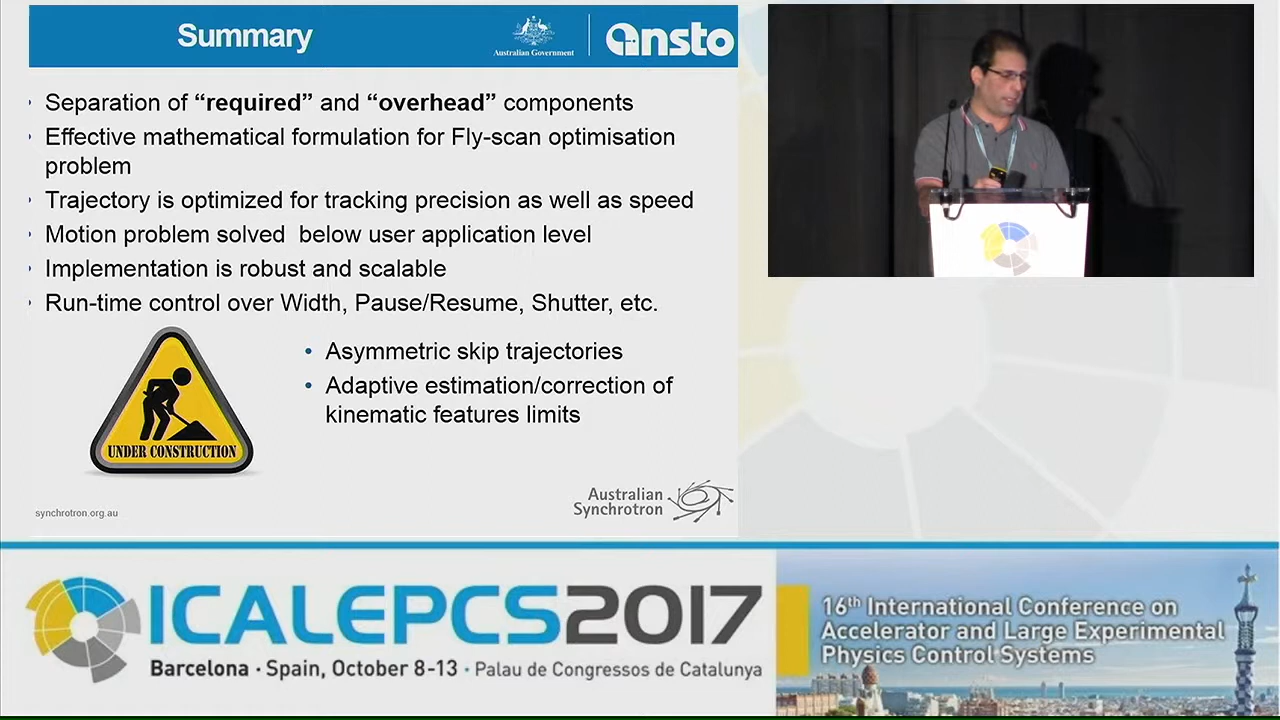 Summary
Australian Government
ansto
Separation of “required” and “overhead” components
Effective mathematical formulation for Fly-scan optimisation
problem
Trajectory is optimized for tracking precision as well as speed
Motion problem solved below user application level
Implementation is robust and scalable
Run-time control over Width, Pause/Resume, Shutter, etc.
• Asymmetric skip trajectories
• Adaptive estimation/correction of
kinematic features limits
UNDER CONSTRUCTION
Australian
Synchrotron
synchrotron.org.au
ICALEPCS2017
Barcelona · Spain, October 8-13 · Palau de Congressos de Catalunya
16th International Conference on
Accelerator and Large Experimental
Physics Control Systems